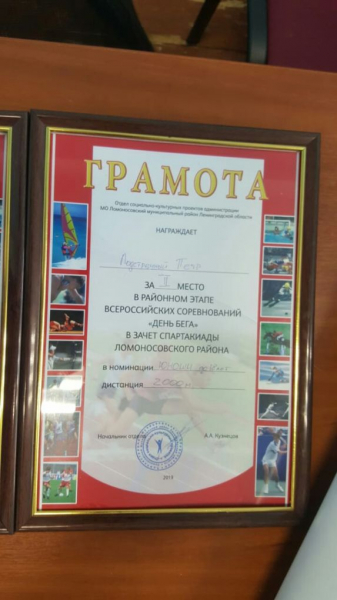 ГРАМОТА
Отдел социально-культурных проектов администрации
МО Ломоносовский муниципальный район Ленинградской области
НАГРАЖДАЕТ
ЗА II МЕСТО
В РАЙОННОМ ЭТАПЕ
ВСЕРОССИЙСКИХ СОРЕВНОВАНИЙ
«ДЕНЬ БЕГА»
В ЗАЧЕТ СПАРТАКИАДЫ
ЛОМОНОСОВСКОГО РАЙОНА
в номинации
дистанция 2000 м
Начальник отдела А.А. Кузнецов
2019